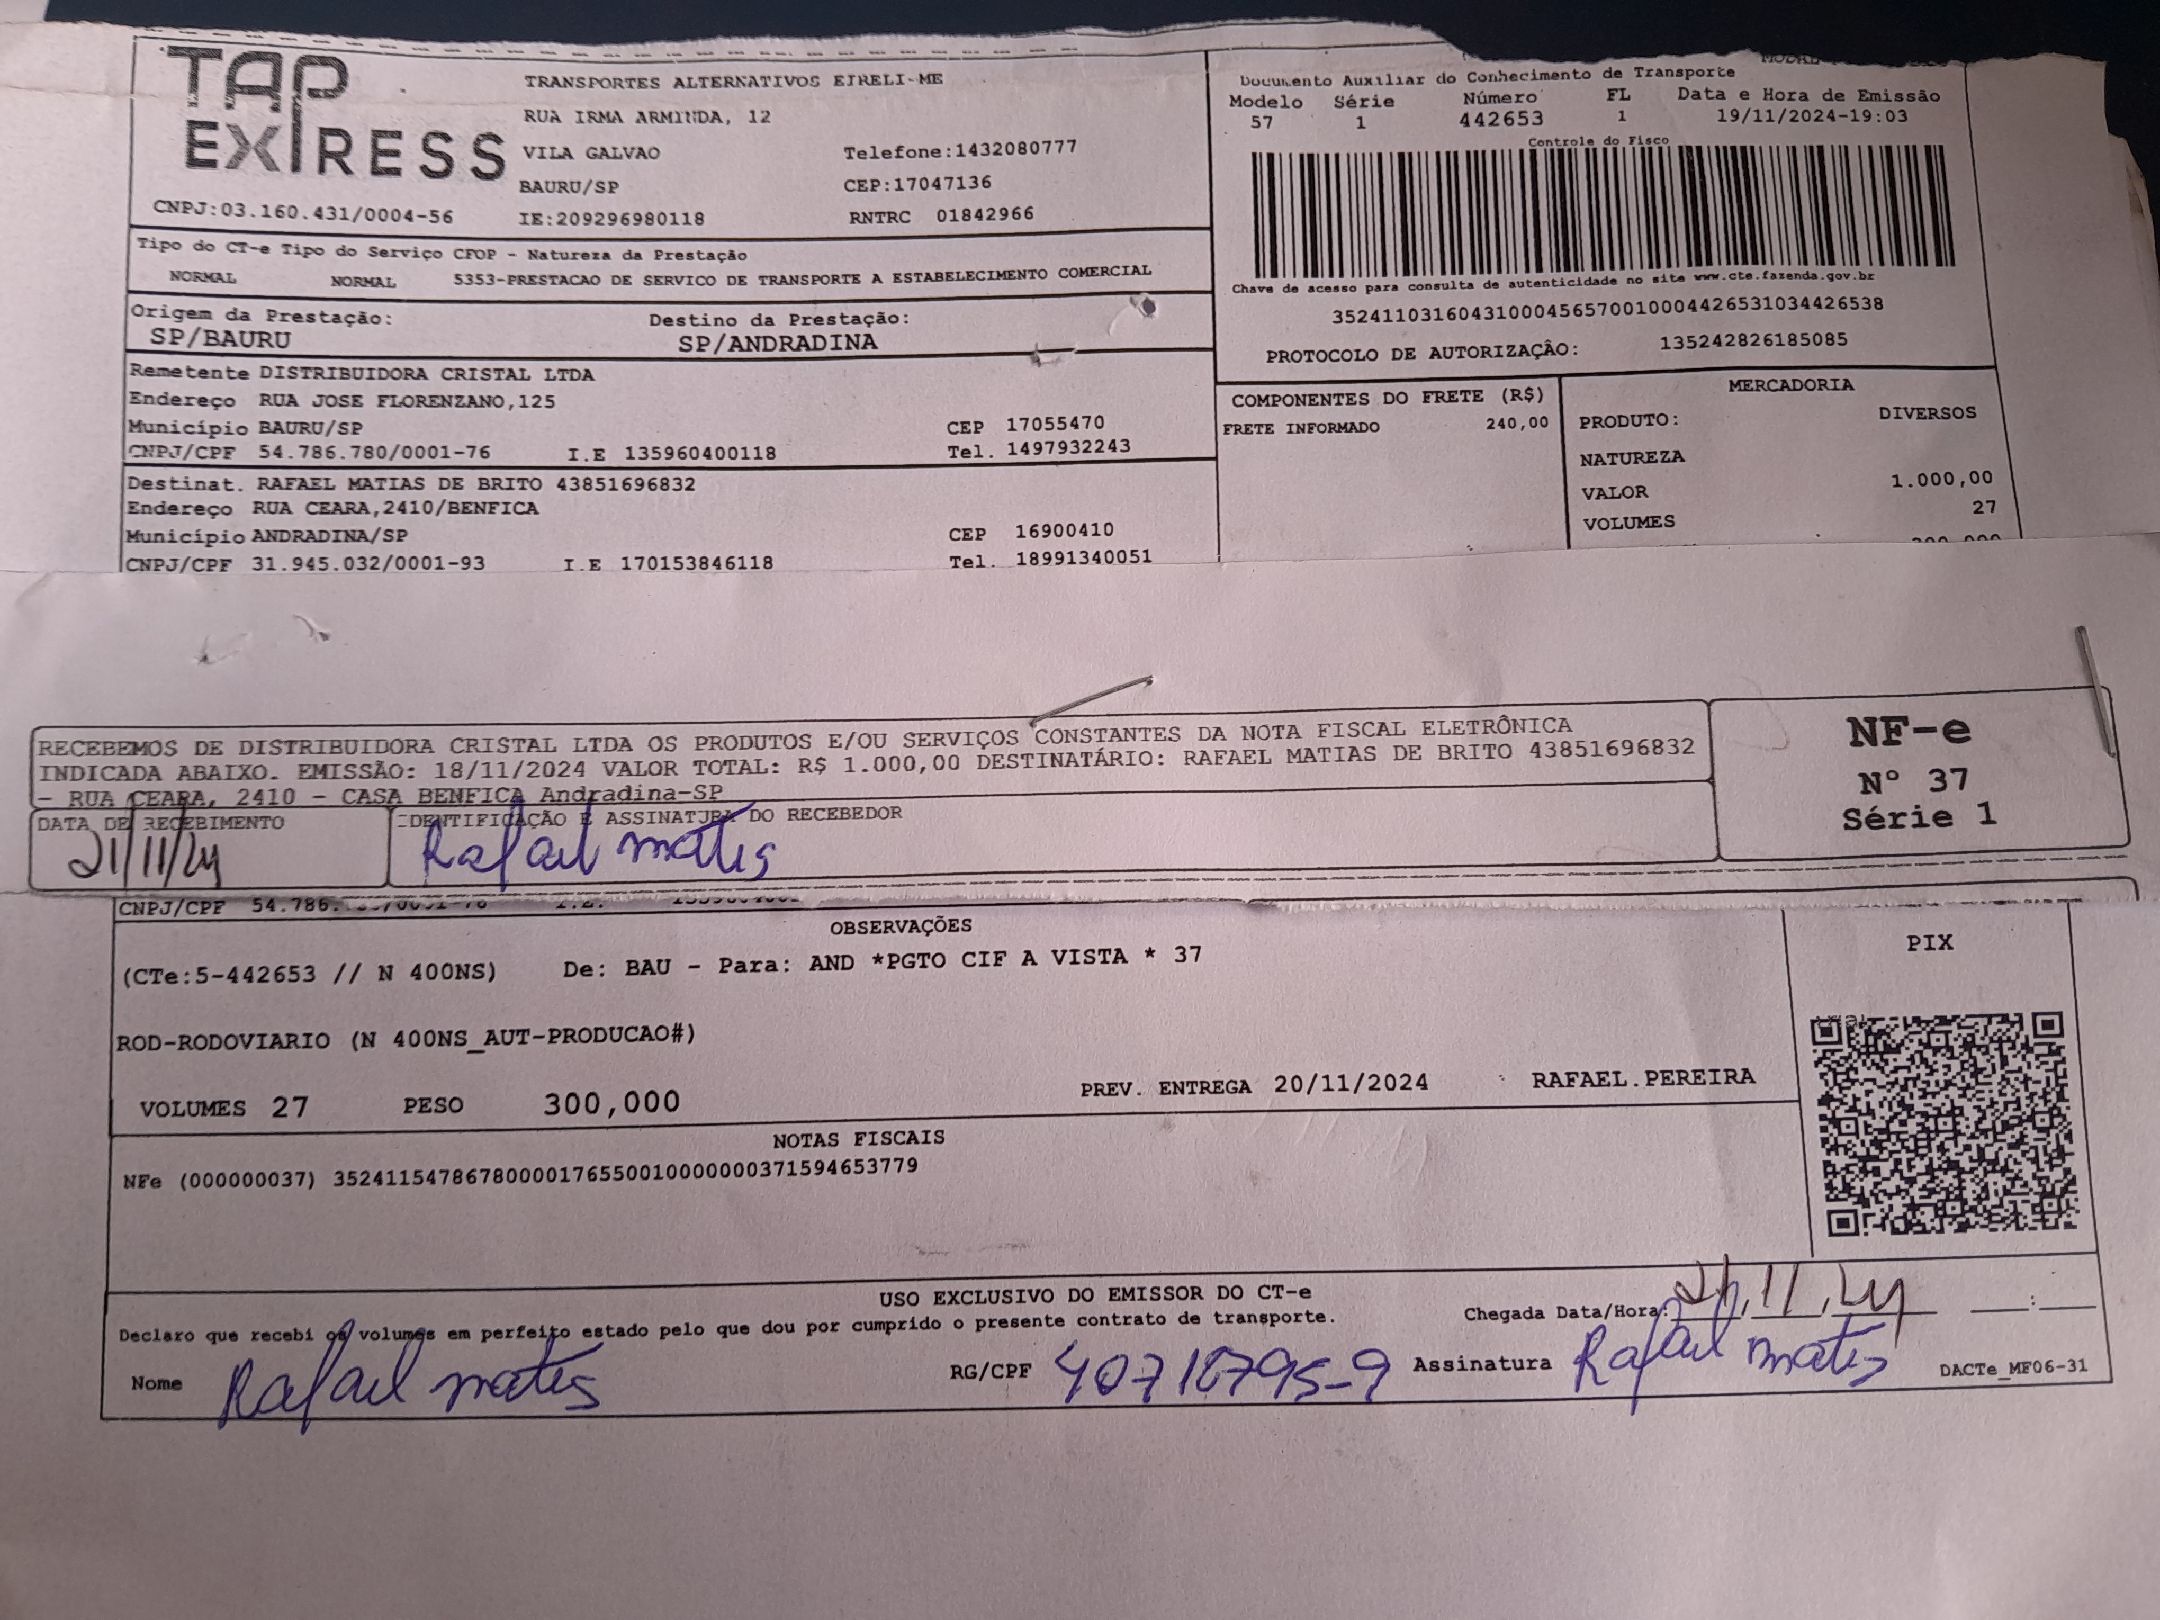 TAP EXPRESS
TRANSPORTES ALTERNATIVOS EIRELI-ME
RUA IRMA ARMINDA, 12
VILA GALVAO Telefone:1432080777
BAURU/SP CEP:17047136
CNPJ:03.160.431/0004-56 IE:209296980118 RNTRC 01842966
Documento Auxiliar do Conhecimento de Transporte
Modelo Série Número FL Data e Hora de Emissão
57 1 442653 1 19/11/2024-19:03
Controle do Fisco
Chave de acesso para consulta de autenticidade no site www.cte.fazenda.gov.br
35241103160431000456570010004426531034426538
PROTOCOLO DE AUTORIZAÇÃO: 135242826185085
Tipo do CT-e Tipo do Serviço CFOP - Natureza da Prestação
NORMAL NORMAL 5353-PRESTACAO DE SERVICO DE TRANSPORTE A ESTABELECIMENTO COMERCIAL
Origem da Prestação: Destino da Prestação:
SP/BAURU SP/ANDRADINA
Remetente DISTRIBUIDORA CRISTAL LTDA
Endereço RUA JOSE FLORENZANO,125
Município BAURU/SP CEP 17055470
CNPJ/CPF 54.786.780/0001-76 I.E 135960400118 Tel. 1497932243
Destinat. RAFAEL MATIAS DE BRITO 43851696832
Endereço RUA CEARA,2410/BENFICA
Município ANDRADINA/SP CEP 16900410
CNPJ/CPF 31.945.032/0001-93 I.E 170153846118 Tel. 18991340051
COMPONENTES DO FRETE (R$)
FRETE INFORMADO 240,00
MERCADORIA
PRODUTO: DIVERSOS
NATUREZA
VALOR 1.000,00
VOLUMES 27
RECEBEMOS DE DISTRIBUIDORA CRISTAL LTDA OS PRODUTOS E/OU SERVIÇOS CONSTANTES DA NOTA FISCAL ELETRÔNICA
INDICADA ABAIXO. EMISSÃO: 18/11/2024 VALOR TOTAL: R$ 1.000,00 DESTINATÁRIO: RAFAEL MATIAS DE BRITO 43851696832
- RUA CEARA, 2410 - CASA BENFICA Andradina-SP
DATA DE RECEBIMENTO IDENTIFICAÇÃO E ASSINATURA DO RECEBEDOR
21/11/24 Rafael matis
NF-e
Nº 37
Série 1
CNPJ/CPF 54.786.
OBSERVAÇÕES
(CTe:5-442653 // N 400NS) De: BAU - Para: AND *PGTO CIF A VISTA * 37
PIX
ROD-RODOVIARIO (N 400NS_AUT-PRODUCAO#)
VOLUMES 27 PESO 300,000 PREV. ENTREGA 20/11/2024 RAFAEL.PEREIRA
NOTAS FISCAIS
NFe (000000037) 35241154786780000176550010000000371594653779
USO EXCLUSIVO DO EMISSOR DO CT-e
Declaro que recebi os volumes em perfeito estado pelo que dou por cumprido o presente contrato de transporte. Chegada Data/Hora: 21/11/24 :
Nome Rafael matis RG/CPF 40718795-9 Assinatura Rafael matis DACTe_MF06-31